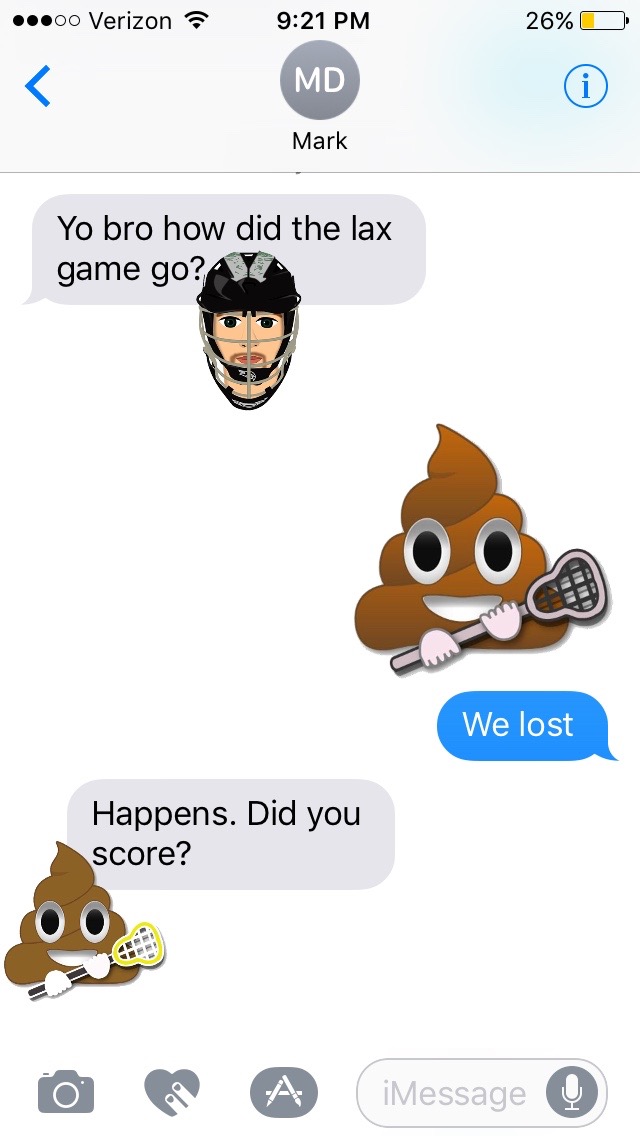 Verizon 9:21 PM 26%
MD
Mark
Yo bro how did the lax
game go?
We lost
Happens. Did you
score?
iMessage